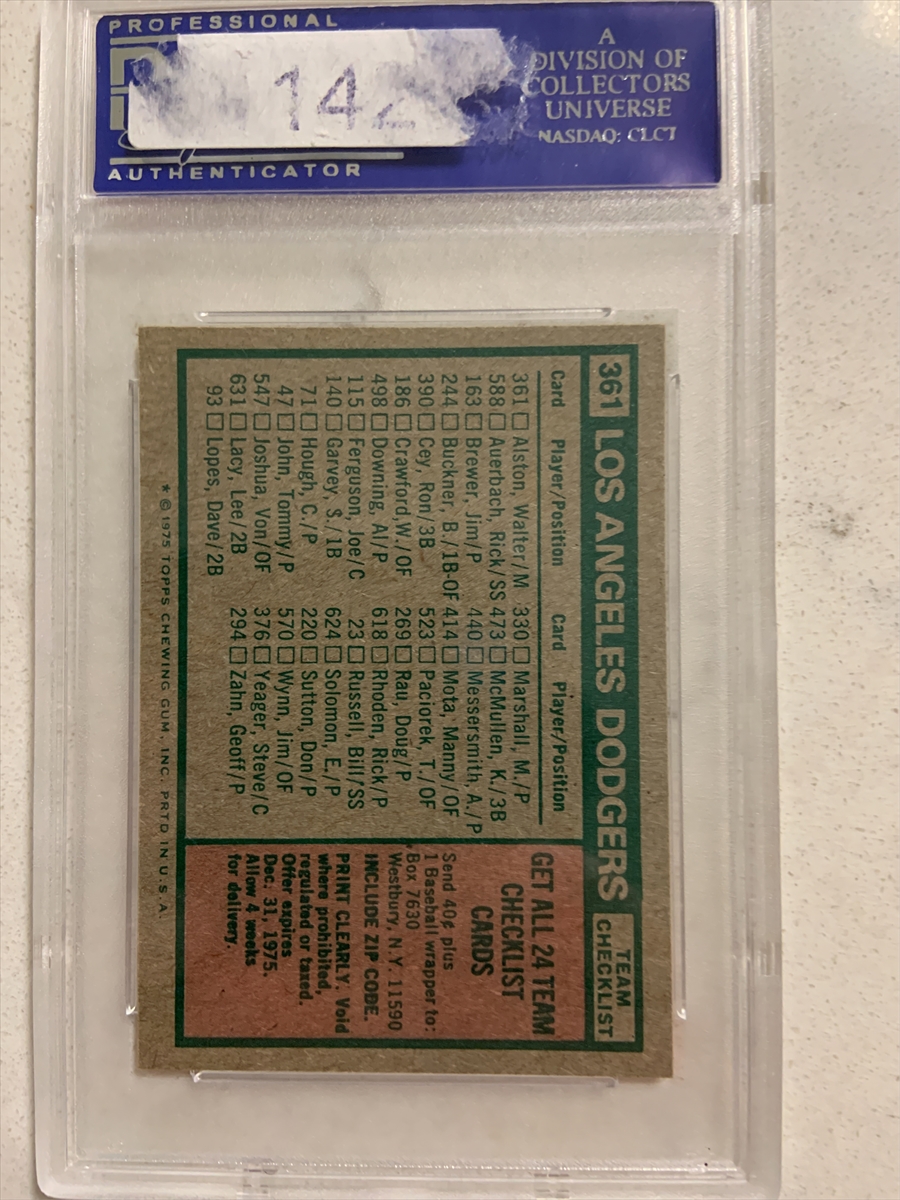 PROFESSIONAL
AUTHENTICATOR
142
A
DIVISION OF
COLLECTORS
UNIVERSE
NASDAQ: CLCT
361 LOS ANGELES DODGERS TEAM CHECKLIST
Card Player/Position Card Player/Position
361 □ Alston, Walter/M 330 □ Marshall, M./P
588 □ Auerbach, Rick/SS 473 □ McMullen, K./3B
163 □ Brewer, Jim/P 440 □ Messersmith, A./P
244 □ Buckner, B./1B-OF 414 □ Mota, Manny/OF
390 □ Cey, Ron/3B 523 □ Paciorek, T./OF
186 □ Crawford, W./OF 269 □ Rau, Doug/P
498 □ Downing, Al/P 618 □ Rhoden, Rick/P
115 □ Ferguson, Joe/C 23 □ Russell, Bill/SS
140 □ Garvey, S./1B 624 □ Solomon, E./P
71 □ Hough, C./P 220 □ Sutton, Don/P
47 □ John, Tommy/P 570 □ Wynn, Jim/OF
547 □ Joshua, Von/OF 376 □ Yeager, Steve/C
631 □ Lacy, Lee/2B 294 □ Zahn, Geoff/P
93 □ Lopes, Dave/2B
GET ALL 24 TEAM
CHECKLIST
CARDS
Send 40¢ plus
1 Baseball wrapper to:
Box 7630
Westbury, N.Y. 11590
INCLUDE ZIP CODE.
PRINT CLEARLY. Void
where prohibited,
regulated or taxed.
Offer expires
Dec. 31, 1975.
Allow 4 weeks
for delivery.
* © 1975 TOPPS CHEWING GUM, INC. PRTD IN U.S.A.